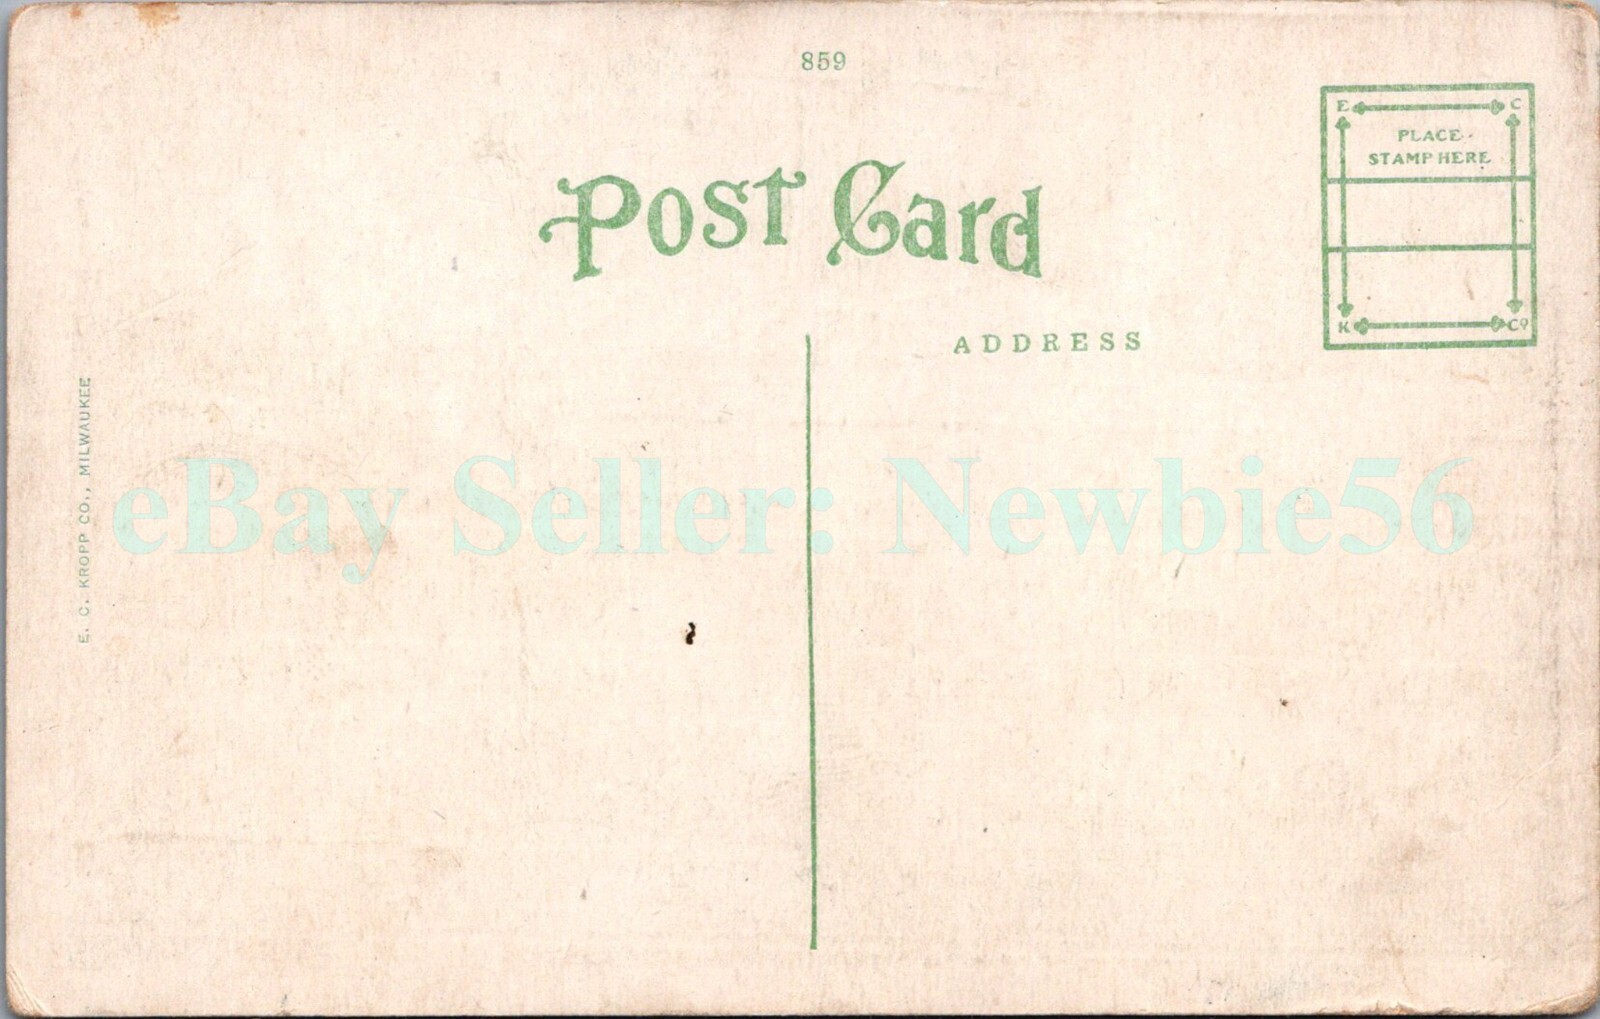 859
E C
PLACE
STAMP HERE
K Co
Post Card
ADDRESS
E. C. KROPP CO., MILWAUKEE
eBay Seller: Newbie56